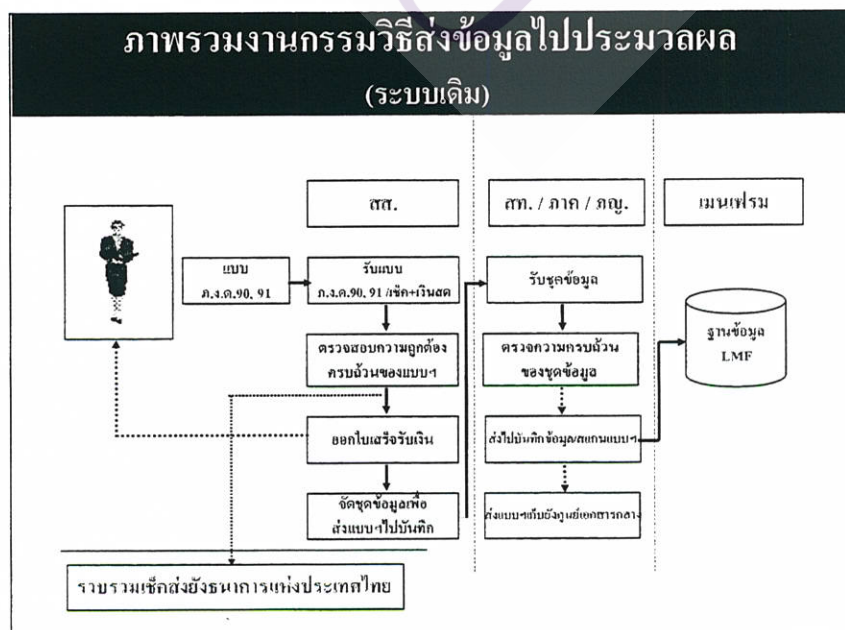 ภาพรวมงานกรรมวิธีส่งข้อมูลไปประมวลผล
(ระบบเดิม)
สส.
สท. / ภาค / ภญ.
เมนเฟรม
แบบ
ภ.ง.ด.90, 91
รับแบบ
ภ.ง.ด.90, 91 /เช็ค+เงินสด
รับชุดข้อมูล
ฐานข้อมูล
LMF
ตรวจสอบความถูกต้อง
ครบถ้วนของแบบฯ
ตรวจความครบถ้วน
ของชุดข้อมูล
ออกใบเสร็จรับเงิน
ส่งไปบันทึกข้อมูล/สแกนแบบฯ
จัดชุดข้อมูลเพื่อ
ส่งแบบฯไปบันทึก
ส่งแบบฯเก็บยังศูนย์เอกสารกลาง
รวบรวมเช็คส่งยังธนาคารแห่งประเทศไทย